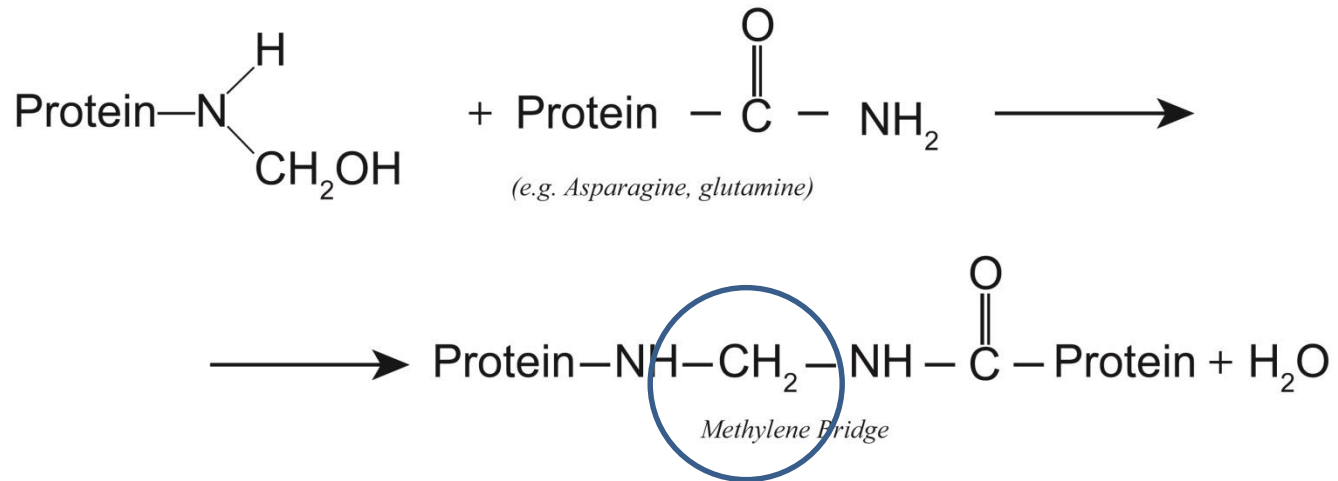 O
H
Protein—N + Protein – C – NH₂
CH₂OH
(e.g. Asparagine, glutamine)
O
Protein–NH–CH₂–NH–C–Protein + H₂O
Methylene Bridge